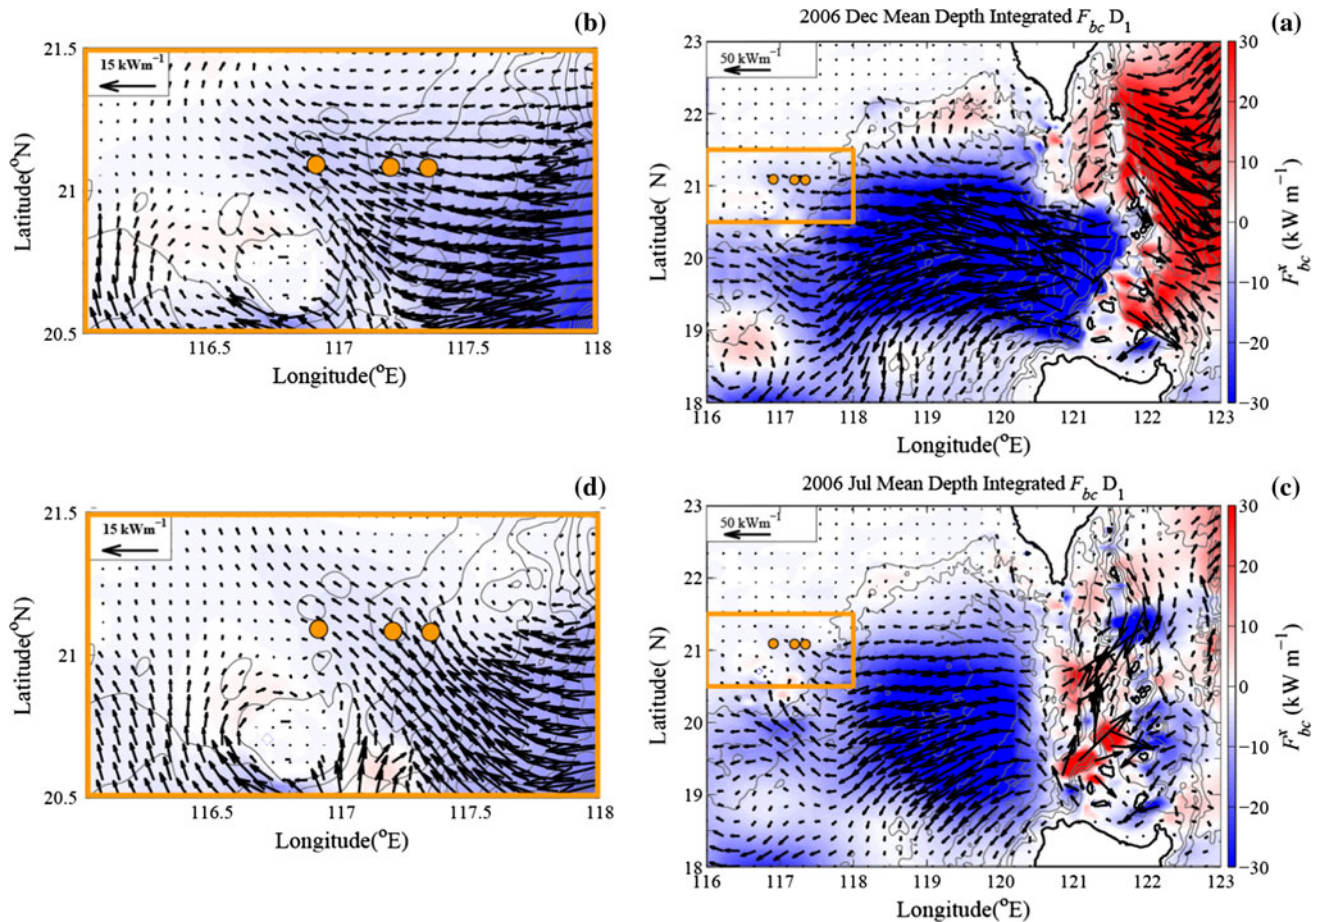 (b)
15 kWm⁻¹
21.5
21
20.5
Latitude(°N)
116.5
117
117.5
118
Longitude(°E)
2006 Dec Mean Depth Integrated F_bc D₁
(a)
50 kWm⁻¹
23
22
21
20
19
18
Latitude( N)
116
117
118
119
120
121
122
123
Longitude(°E)
30
20
10
0
−10
−20
−30
F^x_bc (kW m⁻¹)
(d)
15 kWm⁻¹
21.5
21
20.5
Latitude(°N)
116.5
117
117.5
118
Longitude(°E)
2006 Jul Mean Depth Integrated F_bc D₁
(c)
50 kWm⁻¹
23
22
21
20
19
18
Latitude( N)
116
117
118
119
120
121
122
123
Longitude(°E)
30
20
10
0
−10
−20
−30
F^x_bc (kW m⁻¹)